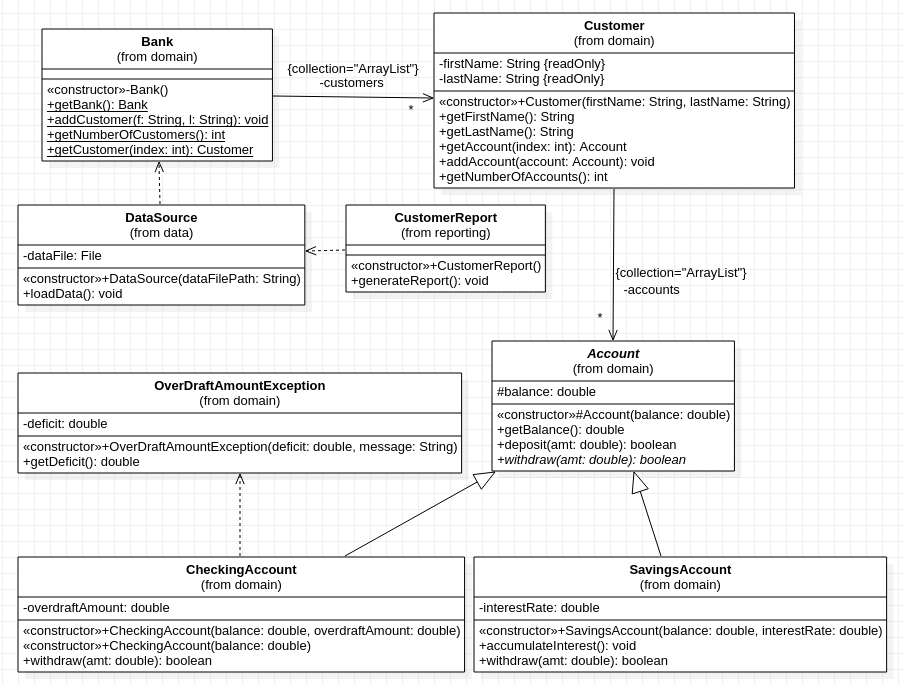 Bank
(from domain)
«constructor»-Bank()
+getBank(): Bank
+addCustomer(f: String, l: String): void
+getNumberOfCustomers(): int
+getCustomer(index: int): Customer
{collection="ArrayList"}
-customers
*
Customer
(from domain)
-firstName: String {readOnly}
-lastName: String {readOnly}
«constructor»+Customer(firstName: String, lastName: String)
+getFirstName(): String
+getLastName(): String
+getAccount(index: int): Account
+addAccount(account: Account): void
+getNumberOfAccounts(): int
DataSource
(from data)
-dataFile: File
«constructor»+DataSource(dataFilePath: String)
+loadData(): void
CustomerReport
(from reporting)
«constructor»+CustomerReport()
+generateReport(): void
{collection="ArrayList"}
-accounts
*
Account
(from domain)
#balance: double
«constructor»#Account(balance: double)
+getBalance(): double
+deposit(amt: double): boolean
+withdraw(amt: double): boolean
OverDraftAmountException
(from domain)
-deficit: double
«constructor»+OverDraftAmountException(deficit: double, message: String)
+getDeficit(): double
CheckingAccount
(from domain)
-overdraftAmount: double
«constructor»+CheckingAccount(balance: double, overdraftAmount: double)
«constructor»+CheckingAccount(balance: double)
+withdraw(amt: double): boolean
SavingsAccount
(from domain)
-interestRate: double
«constructor»+SavingsAccount(balance: double, interestRate: double)
+accumulateInterest(): void
+withdraw(amt: double): boolean